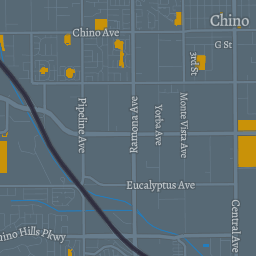 Chino
Chino Ave
G St
3rd St
Pipeline Ave
Ramona Ave
Yorba Ave
Monte Vista Ave
Eucalyptus Ave
Central Ave
ino Hills Pkwy